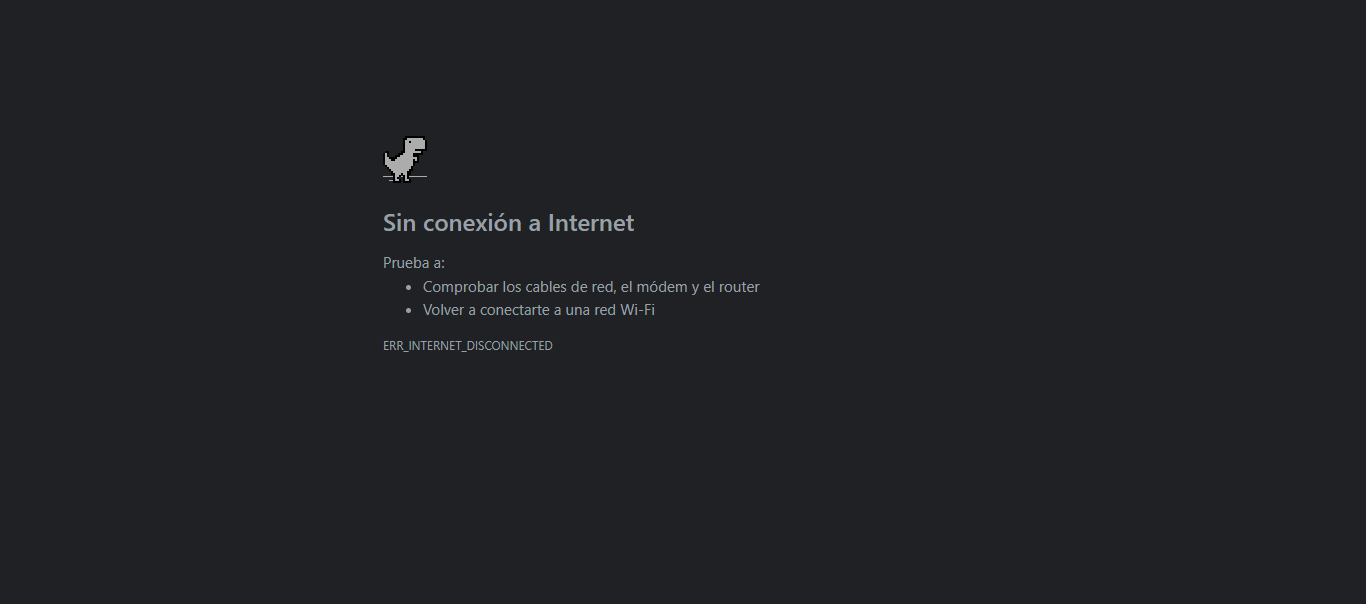 Sin conexión a Internet
Prueba a:
• Comprobar los cables de red, el módem y el router
• Volver a conectarte a una red Wi-Fi
ERR_INTERNET_DISCONNECTED